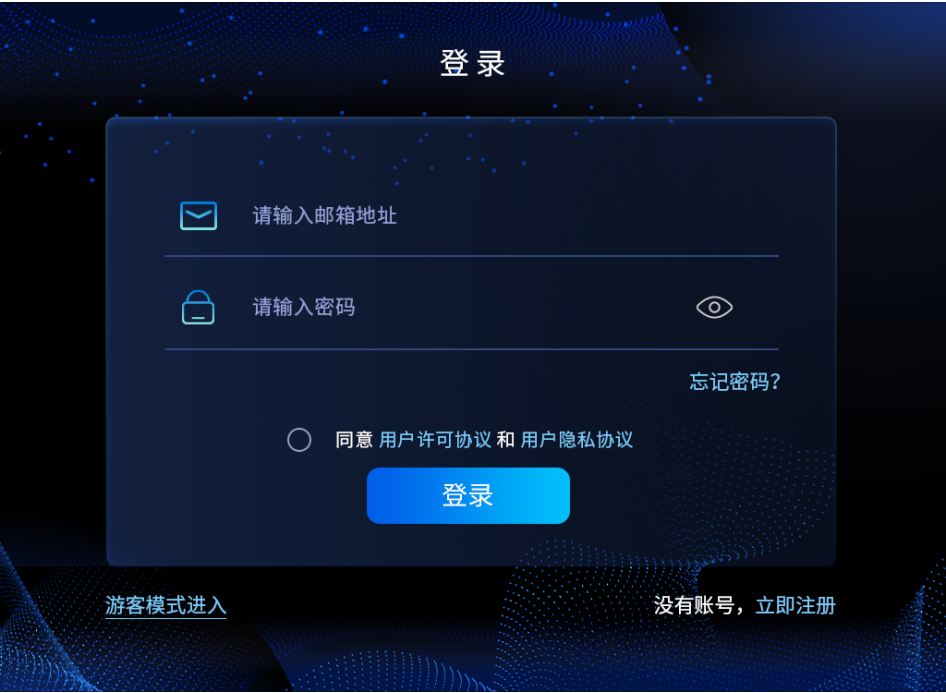 登录
请输入邮箱地址
请输入密码
忘记密码?
同意 用户许可协议 和 用户隐私协议
登录
游客模式进入
没有账号，立即注册